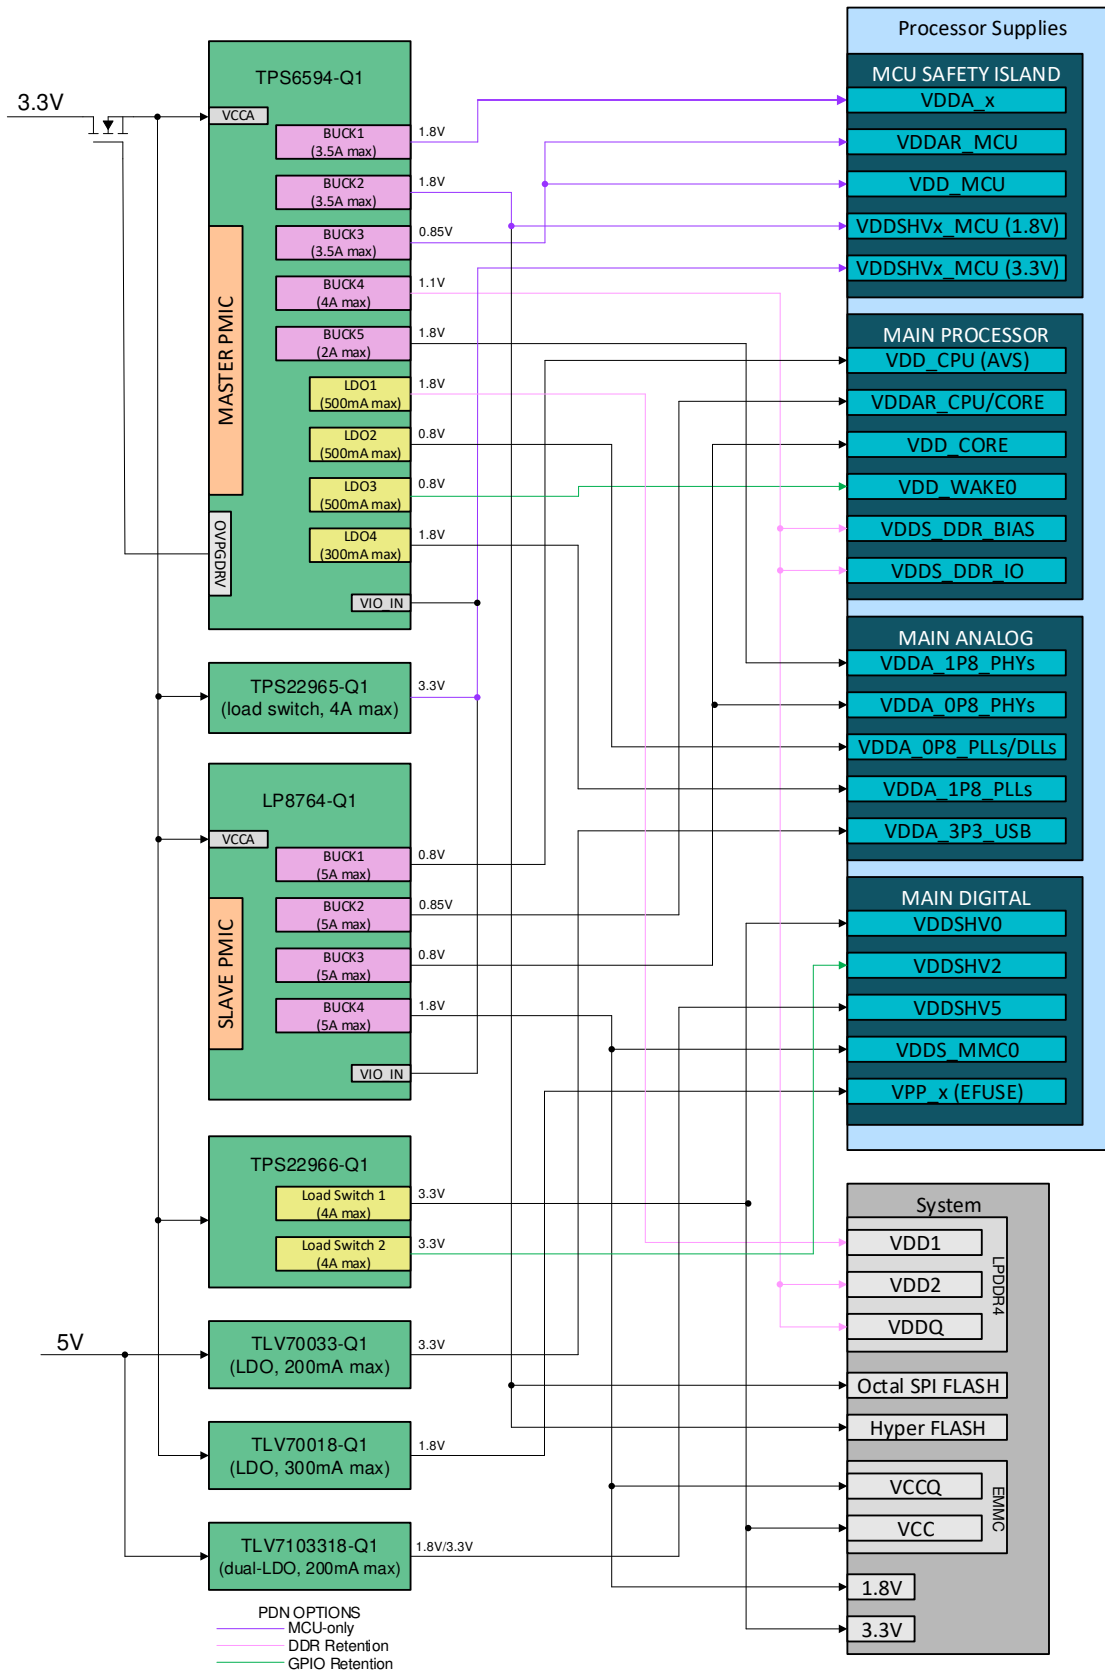 3.3V
TPS6594-Q1
VCCA
BUCK1
(3.5A max)
1.8V
BUCK2
(3.5A max)
1.8V
BUCK3
(3.5A max)
0.85V
BUCK4
(4A max)
1.1V
BUCK5
(2A max)
1.8V
LDO1
(500mA max)
1.8V
LDO2
(500mA max)
0.8V
LDO3
(500mA max)
0.8V
LDO4
(300mA max)
1.8V
MASTER PMIC
OVPGDRV
VIO_IN
TPS22965-Q1
(load switch, 4A max)
3.3V
LP8764-Q1
VCCA
BUCK1
(5A max)
0.8V
BUCK2
(5A max)
0.85V
BUCK3
(5A max)
0.8V
BUCK4
(5A max)
1.8V
SLAVE PMIC
VIO_IN
TPS22966-Q1
Load Switch 1
(4A max)
3.3V
Load Switch 2
(4A max)
3.3V
5V
TLV70033-Q1
(LDO, 200mA max)
3.3V
TLV70018-Q1
(LDO, 300mA max)
1.8V
TLV7103318-Q1
(dual-LDO, 200mA max)
1.8V/3.3V
PDN OPTIONS
MCU-only
DDR Retention
GPIO Retention
Processor Supplies
MCU SAFETY ISLAND
VDDA_x
VDDAR_MCU
VDD_MCU
VDDSHVx_MCU (1.8V)
VDDSHVx_MCU (3.3V)
MAIN PROCESSOR
VDD_CPU (AVS)
VDDAR_CPU/CORE
VDD_CORE
VDD_WAKE0
VDDS_DDR_BIAS
VDDS_DDR_IO
MAIN ANALOG
VDDA_1P8_PHYs
VDDA_0P8_PHYs
VDDA_0P8_PLLs/DLLs
VDDA_1P8_PLLs
VDDA_3P3_USB
MAIN DIGITAL
VDDSHV0
VDDSHV2
VDDSHV5
VDDS_MMC0
VPP_x (EFUSE)
System
VDD1
VDD2
VDDQ
LPDDR4
Octal SPI FLASH
Hyper FLASH
VCCQ
VCC
EMMC
1.8V
3.3V